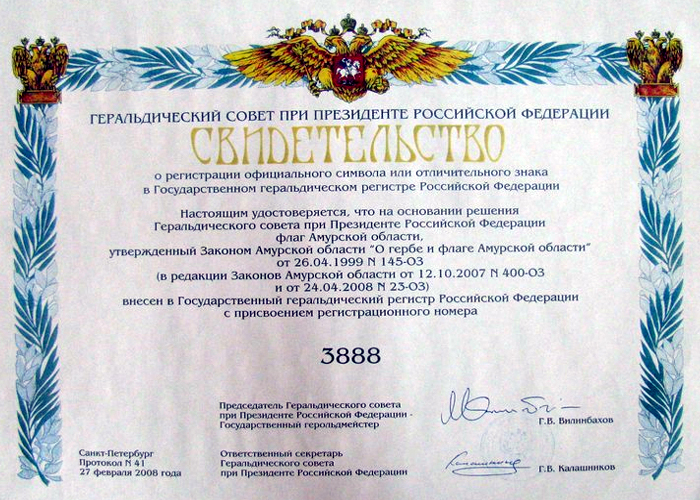 ГЕРАЛЬДИЧЕСКИЙ СОВЕТ ПРИ ПРЕЗИДЕНТЕ РОССИЙСКОЙ ФЕДЕРАЦИИ
СВИДЕТЕЛЬСТВО
о регистрации официального символа или отличительного знака
в Государственном геральдическом регистре Российской Федерации
Настоящим удостоверяется, что на основании решения
Геральдического совета при Президенте Российской Федерации
флаг Амурской области,
утвержденный Законом Амурской области "О гербе и флаге Амурской области"
от 26.04.1999 N 145-ОЗ
(в редакции Законов Амурской области от 12.10.2007 N 400-ОЗ
и от 24.04.2008 N 23-ОЗ)
внесен в Государственный геральдический регистр Российской Федерации
с присвоением регистрационного номера
3888
Председатель Геральдического совета
при Президенте Российской Федерации -
Государственный герольдмейстер
Г.В. Вилинбахов
Санкт-Петербург
Протокол N 41
27 февраля 2008 года
Ответственный секретарь
Геральдического совета
при Президенте Российской Федерации
Г.В. Калашников